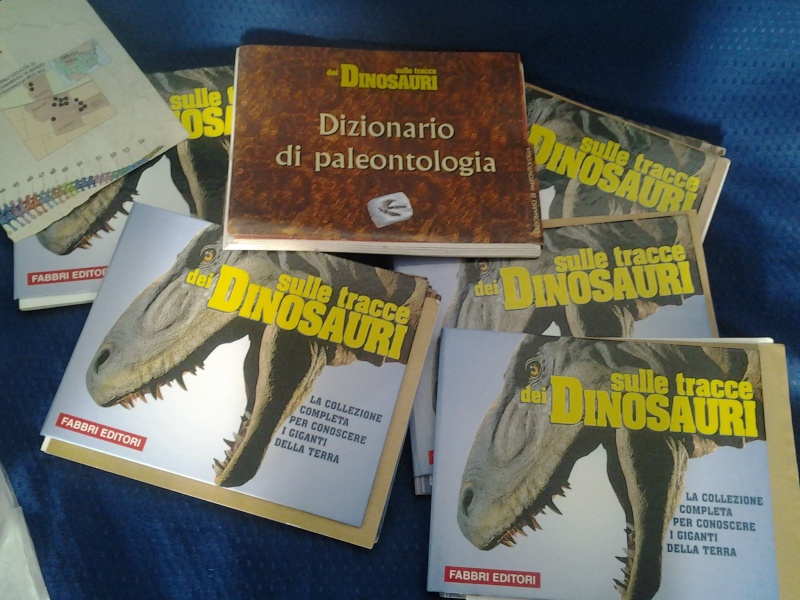 sulle tracce
dei DINOSAURI
Dizionario
di paleontologia
sulle
FABBRI EDITORI
sulle tracce
DINOSAURI
sulle tracce
dei DINOSAURI
LA COLLEZIONE
COMPLETA
PER CONOSCERE
I GIGANTI
DELLA TERRA
FABBRI EDITORI
sulle tracce
dei DINOSAURI
sulle tracce
dei DINOSAURI
LA COLLEZIONE
COMPLETA
PER CONOSCERE
I GIGANTI
DELLA TERRA
FABBRI EDITORI